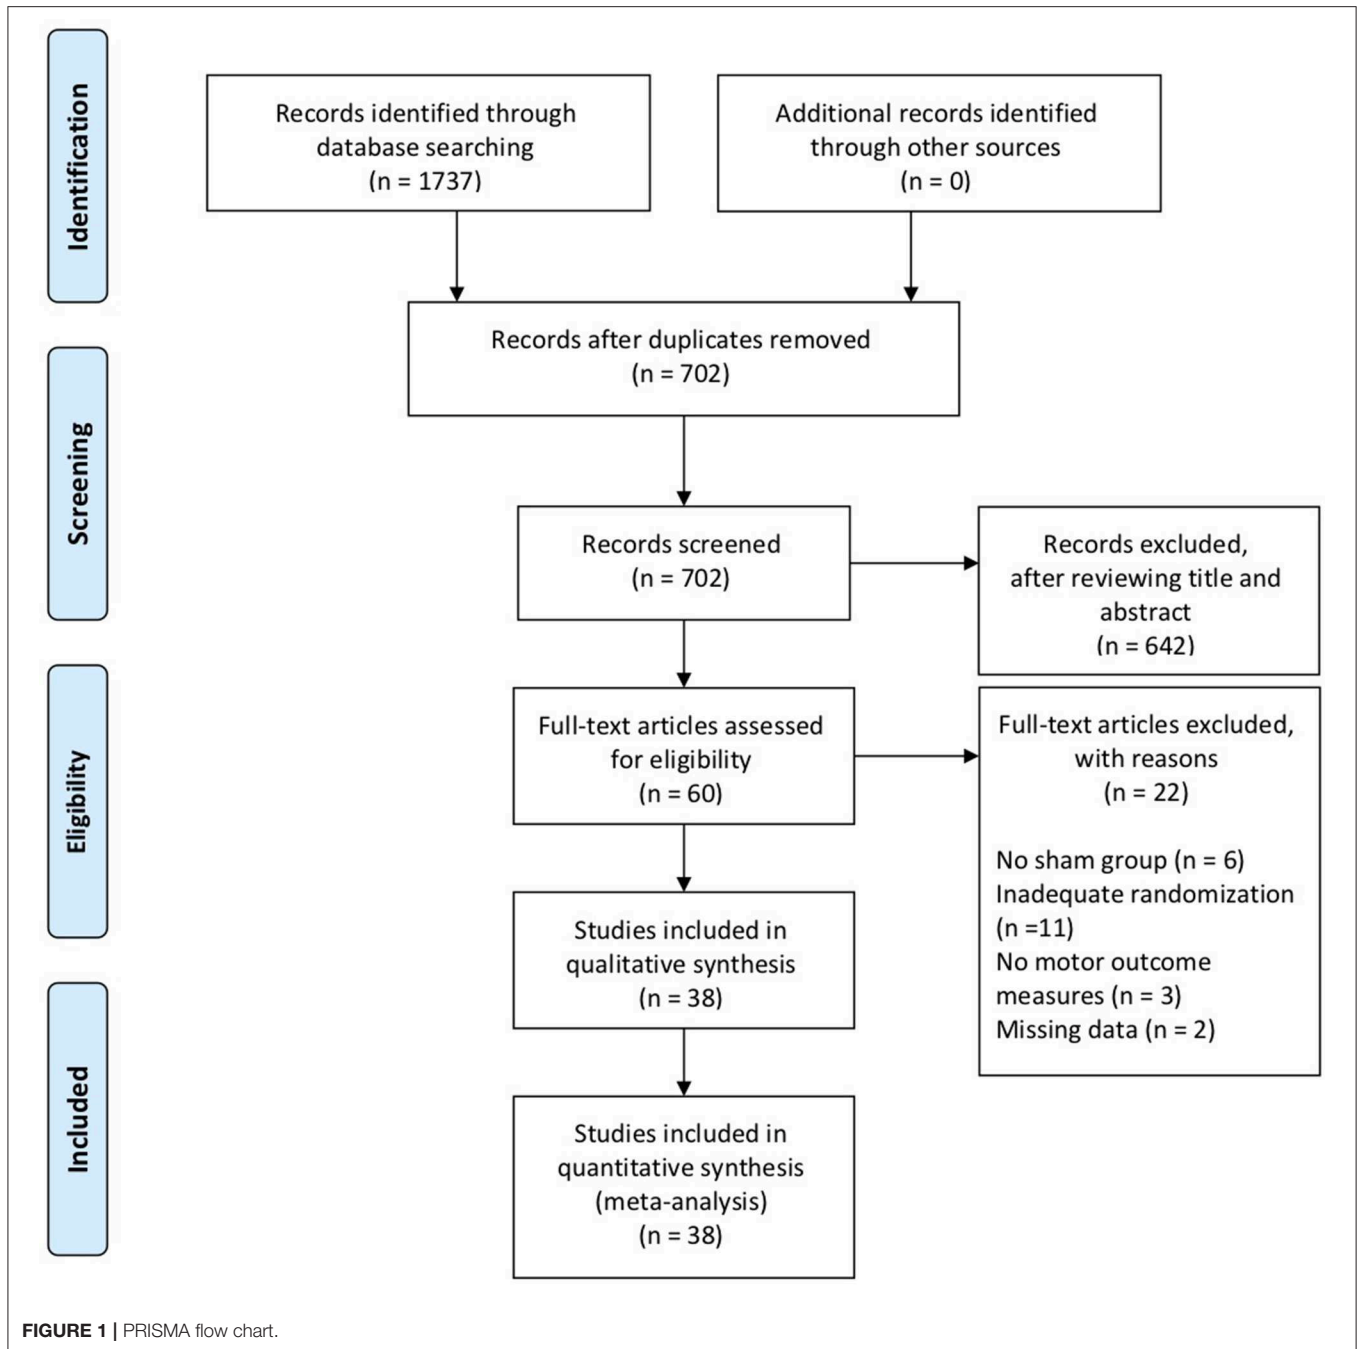 Identification
Records identified through
database searching
(n = 1737)
Additional records identified
through other sources
(n = 0)
Records after duplicates removed
(n = 702)
Screening
Records screened
(n = 702)
Records excluded,
after reviewing title and
abstract
(n = 642)
Eligibility
Full-text articles assessed
for eligibility
(n = 60)
Full-text articles excluded,
with reasons
(n = 22)
No sham group (n = 6)
Inadequate randomization
(n =11)
No motor outcome
measures (n = 3)
Missing data (n = 2)
Studies included in
qualitative synthesis
(n = 38)
Included
Studies included in
quantitative synthesis
(meta-analysis)
(n = 38)
FIGURE 1 | PRISMA flow chart.